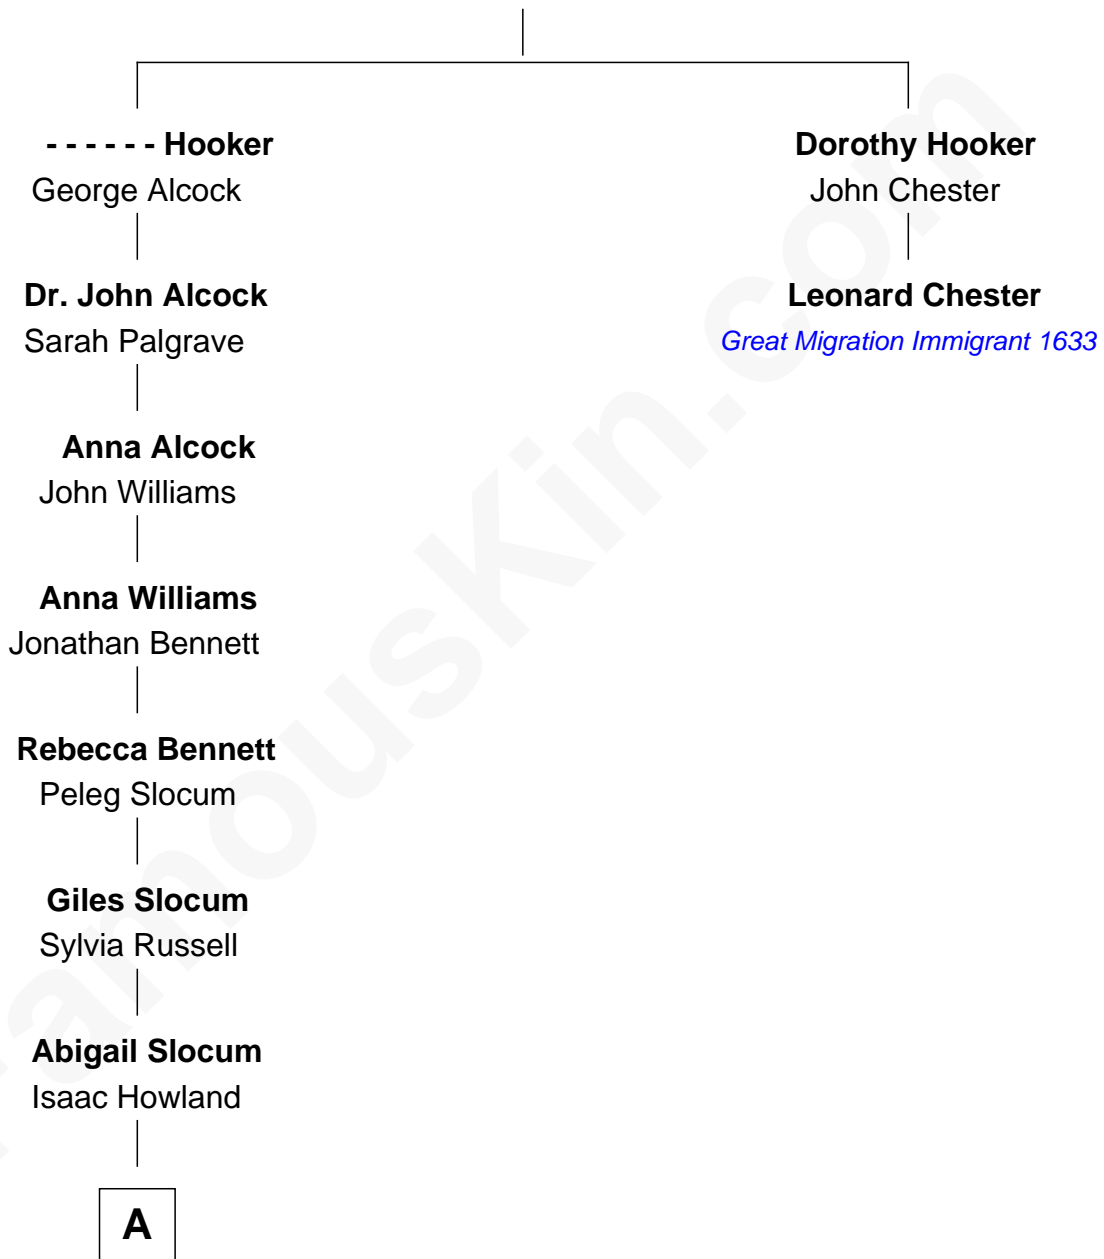 - - - - - - Hooker
George Alcock
Dorothy Hooker
John Chester
Dr. John Alcock
Sarah Palgrave
Leonard Chester
Great Migration Immigrant 1633
Anna Alcock
John Williams
Anna Williams
Jonathan Bennett
Rebecca Bennett
Peleg Slocum
Giles Slocum
Sylvia Russell
Abigail Slocum
Isaac Howland
A
FamousKin.com